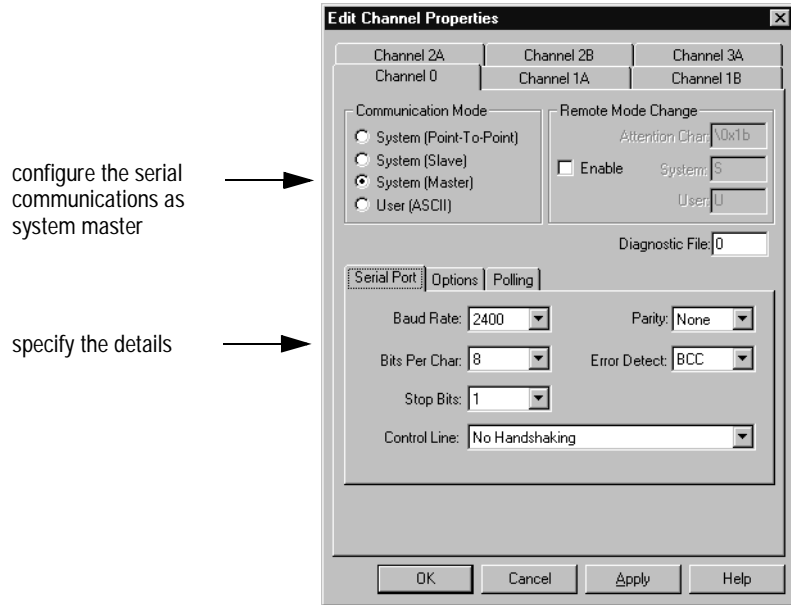 Edit Channel Properties
Channel 2A
Channel 2B
Channel 3A
Channel 0
Channel 1A
Channel 1B
Communication Mode
System (Point-To-Point)
System (Slave)
System (Master)
User (ASCII)
Remote Mode Change
Attention Char: \0x1b
Enable
System: S
User: U
configure the serial
communications as
system master
Diagnostic File: 0
Serial Port
Options
Polling
Baud Rate: 2400
Parity: None
specify the details
Bits Per Char: 8
Error Detect: BCC
Stop Bits: 1
Control Line: No Handshaking
OK
Cancel
Apply
Help